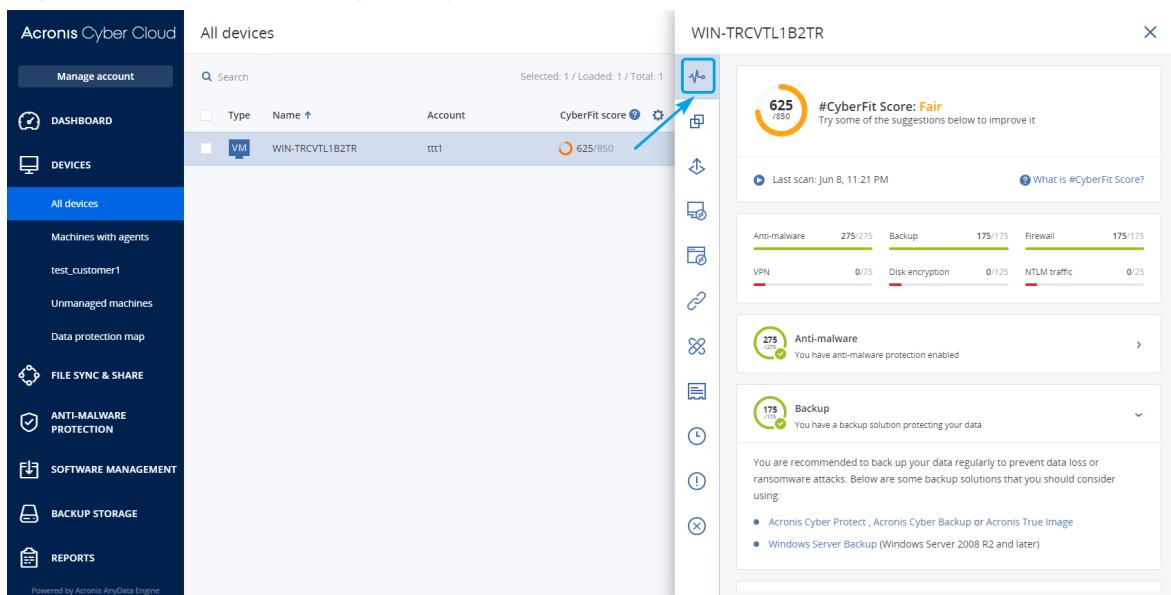 Acronis Cyber Cloud
Manage account
DASHBOARD
DEVICES
All devices
Machines with agents
test_customer1
Unmanaged machines
Data protection map
FILE SYNC & SHARE
ANTI-MALWARE
PROTECTION
SOFTWARE MANAGEMENT
BACKUP STORAGE
REPORTS
Powered by Acronis AnyData Engine
All devices
Search
Selected: 1 / Loaded: 1 / Total: 1
Type Name ↑ Account CyberFit score ?
VM WIN-TRCVTL1B2TR ttt1 625/850
WIN-TRCVTL1B2TR
625
/850
#CyberFit Score: Fair
Try some of the suggestions below to improve it
Last scan: Jun 8, 11:21 PM ? What is #CyberFit Score?
Anti-malware 275/275 Backup 175/175 Firewall 175/175
VPN 0/75 Disk encryption 0/125 NTLM traffic 0/25
275
/275
Anti-malware
You have anti-malware protection enabled
175
/175
Backup
You have a backup solution protecting your data
You are recommended to back up your data regularly to prevent data loss or
ransomware attacks. Below are some backup solutions that you should consider
using:
• Acronis Cyber Protect , Acronis Cyber Backup or Acronis True Image
• Windows Server Backup (Windows Server 2008 R2 and later)